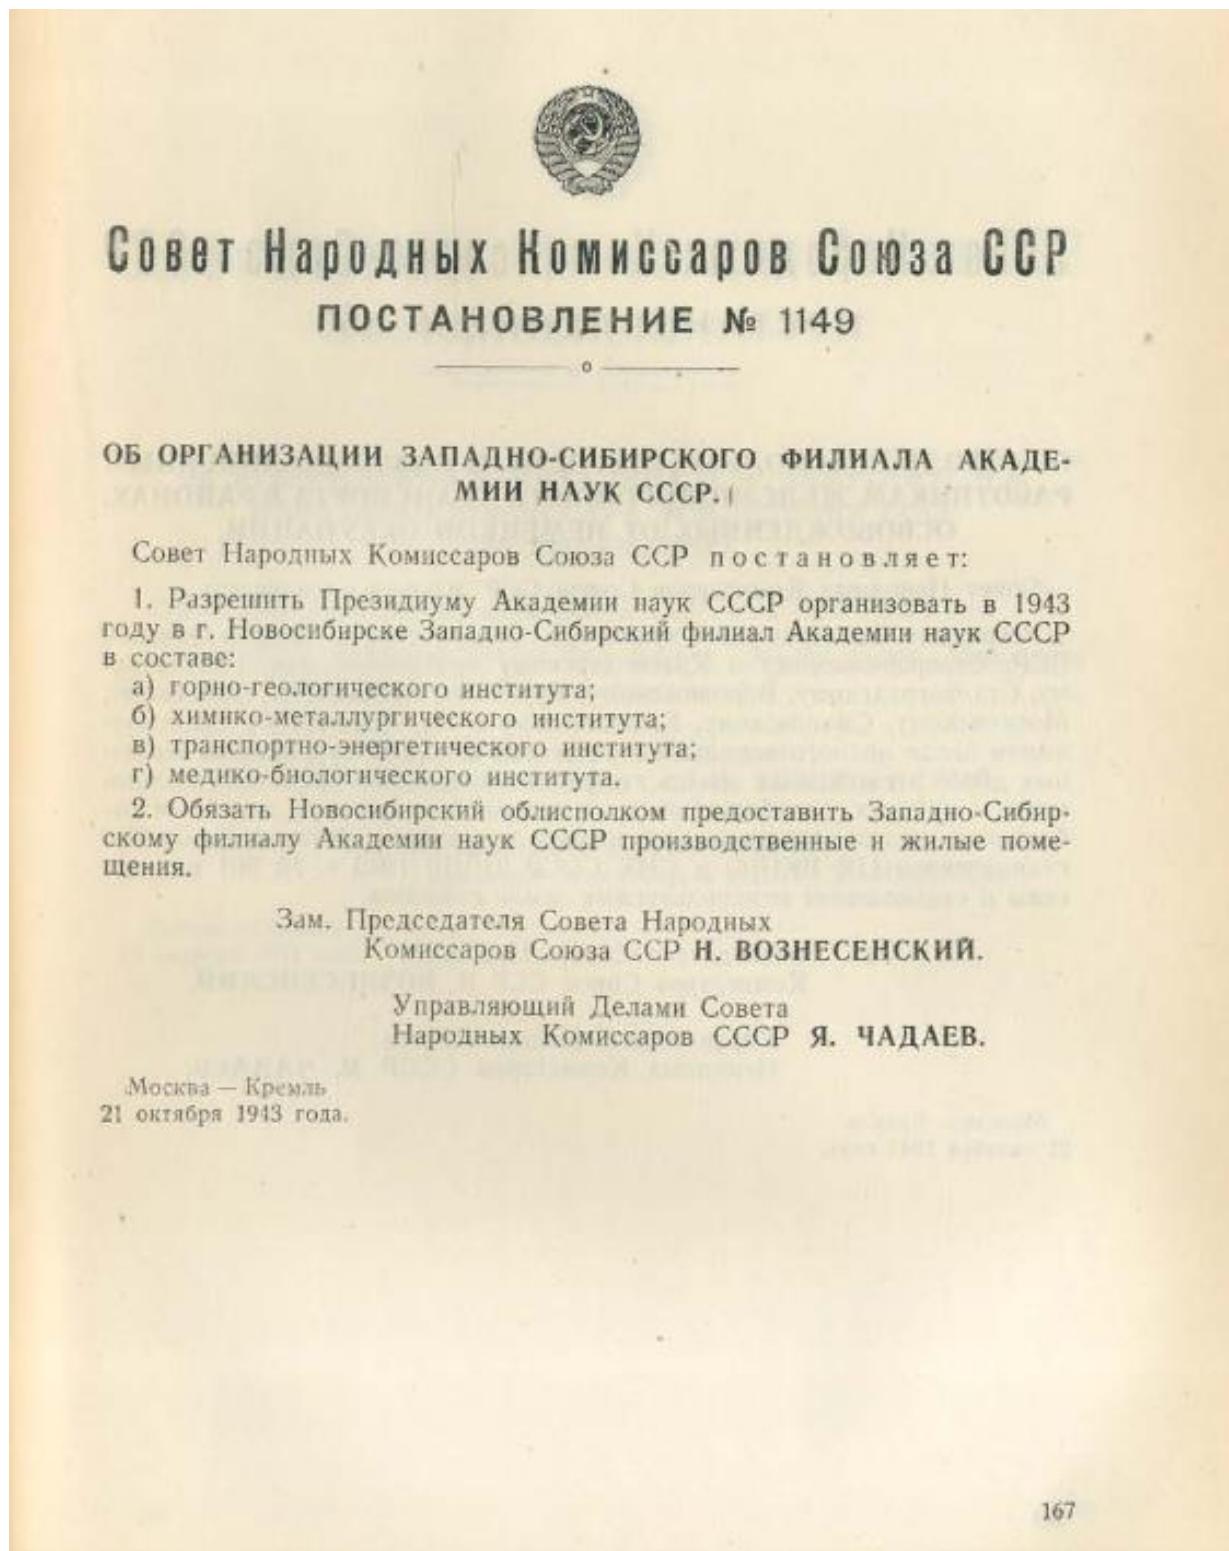 Совет Народных Комиссаров Союза ССР
ПОСТАНОВЛЕНИЕ № 1149
ОБ ОРГАНИЗАЦИИ ЗАПАДНО-СИБИРСКОГО ФИЛИАЛА АКАДЕ-
МИИ НАУК СССР.
Совет Народных Комиссаров Союза ССР постановляет:
1. Разрешить Президиуму Академии наук СССР организовать в 1943
году в г. Новосибирске Западно-Сибирский филиал Академии наук СССР
в составе:
а) горно-геологического института;
б) химико-металлургического института;
в) транспортно-энергетического института;
г) медико-биологического института.
2. Обязать Новосибирский облисполком предоставить Западно-Сибир-
скому филиалу Академии наук СССР производственные и жилые поме-
щения.
Зам. Председателя Совета Народных
Комиссаров Союза ССР Н. ВОЗНЕСЕНСКИЙ.
Управляющий Делами Совета
Народных Комиссаров СССР Я. ЧАДАЕВ.
Москва — Кремль
21 октября 1943 года.
167